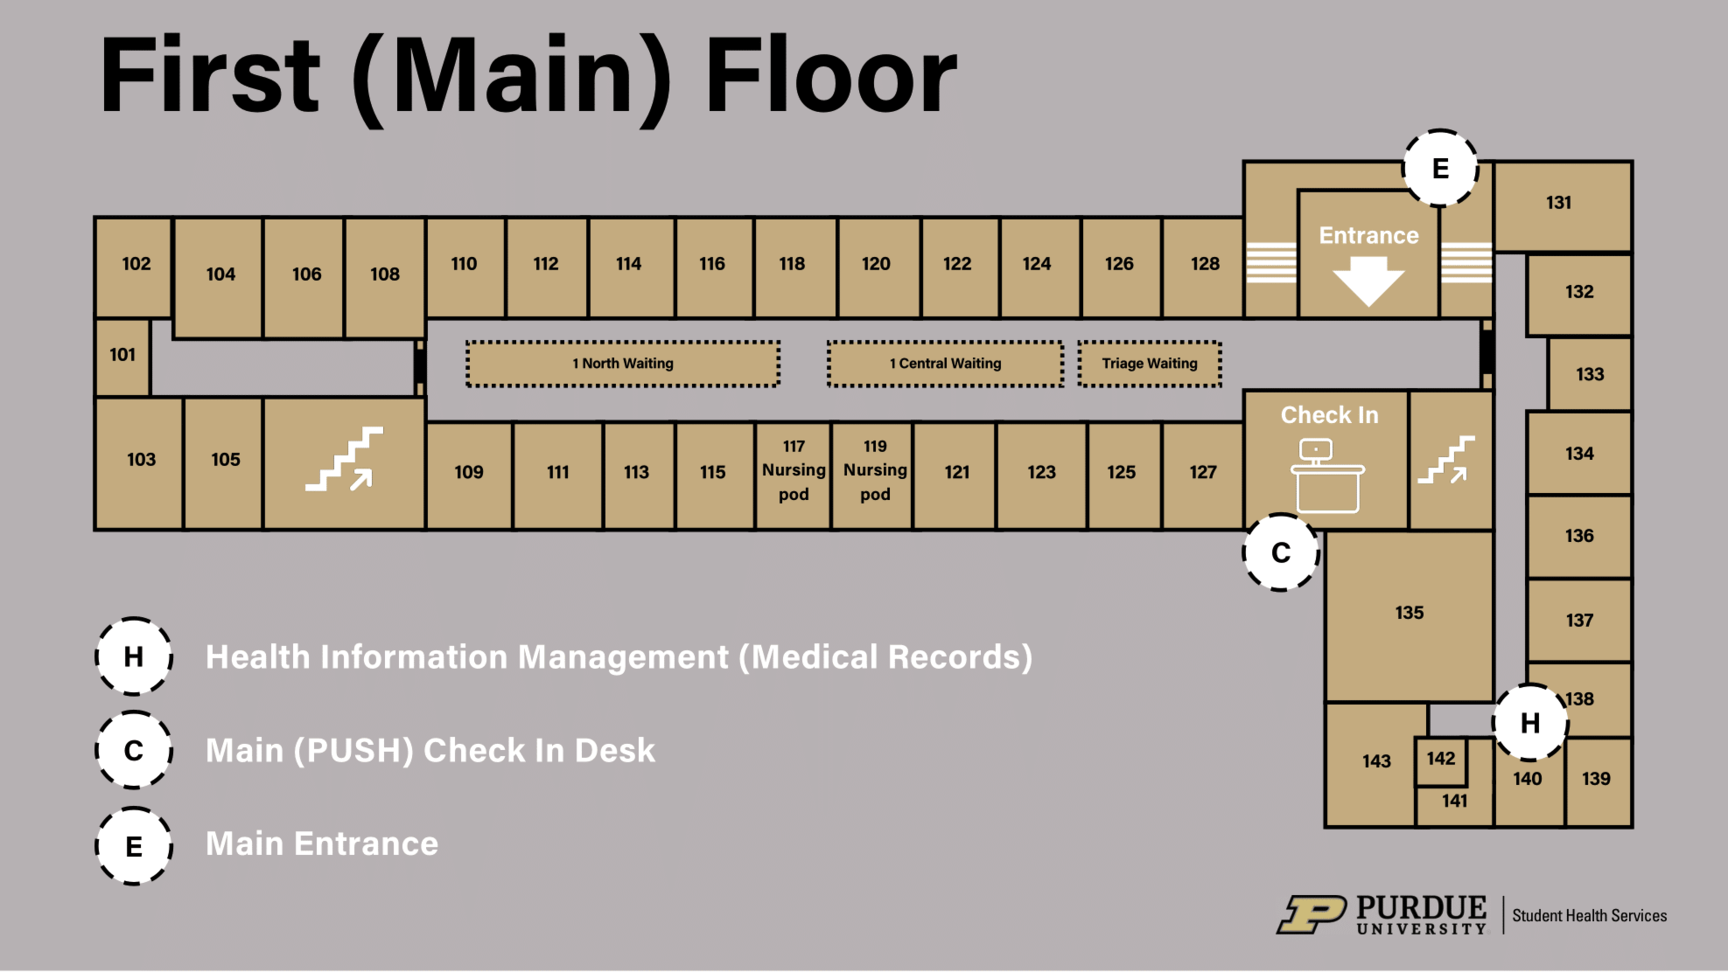 First (Main) Floor
E
131
Entrance
102
104
106
108
110
112
114
116
118
120
122
124
126
128
132
101
1 North Waiting
1 Central Waiting
Triage Waiting
133
Check In
103
105
109
111
113
115
117
Nursing
pod
119
Nursing
pod
121
123
125
127
134
C
136
135
137
138
H
143
142
141
140
139
H
Health Information Management (Medical Records)
C
Main (PUSH) Check In Desk
E
Main Entrance
P
PURDUE
UNIVERSITY
Student Health Services